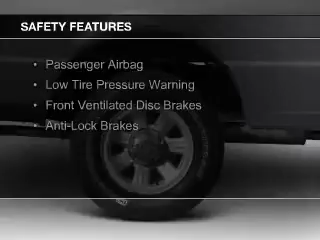 SAFETY FEATURES
• Passenger Airbag
• Low Tire Pressure Warning
• Front Ventilated Disc Brakes
• Anti-Lock Brakes